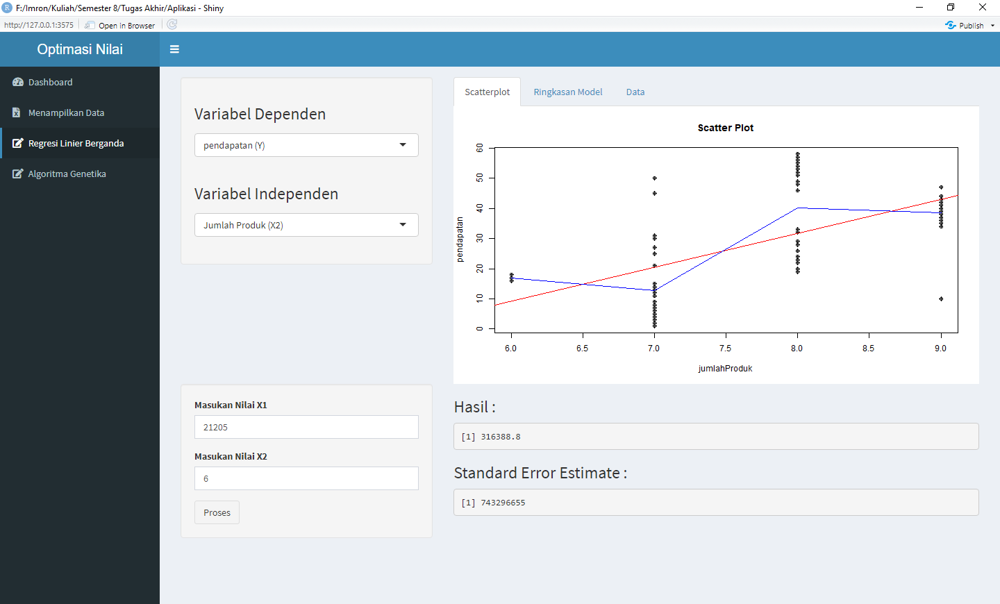 F:/Imron/Kuliah/Semester 8/Tugas Akhir/Aplikasi - Shiny
http://127.0.0.1:3575
Open in Browser
Publish
Optimasi Nilai
Dashboard
Menampilkan Data
Regresi Linier Berganda
Algoritma Genetika
Variabel Dependen
pendapatan (Y)
Variabel Independen
Jumlah Produk (X2)
Scatterplot
Ringkasan Model
Data
Scatter Plot
pendapatan
60
50
40
30
20
10
0
6.0 6.5 7.0 7.5 8.0 8.5 9.0
jumlahProduk
Masukan Nilai X1
21205
Masukan Nilai X2
6
Proses
Hasil :
[1] 316388.8
Standard Error Estimate :
[1] 743296655